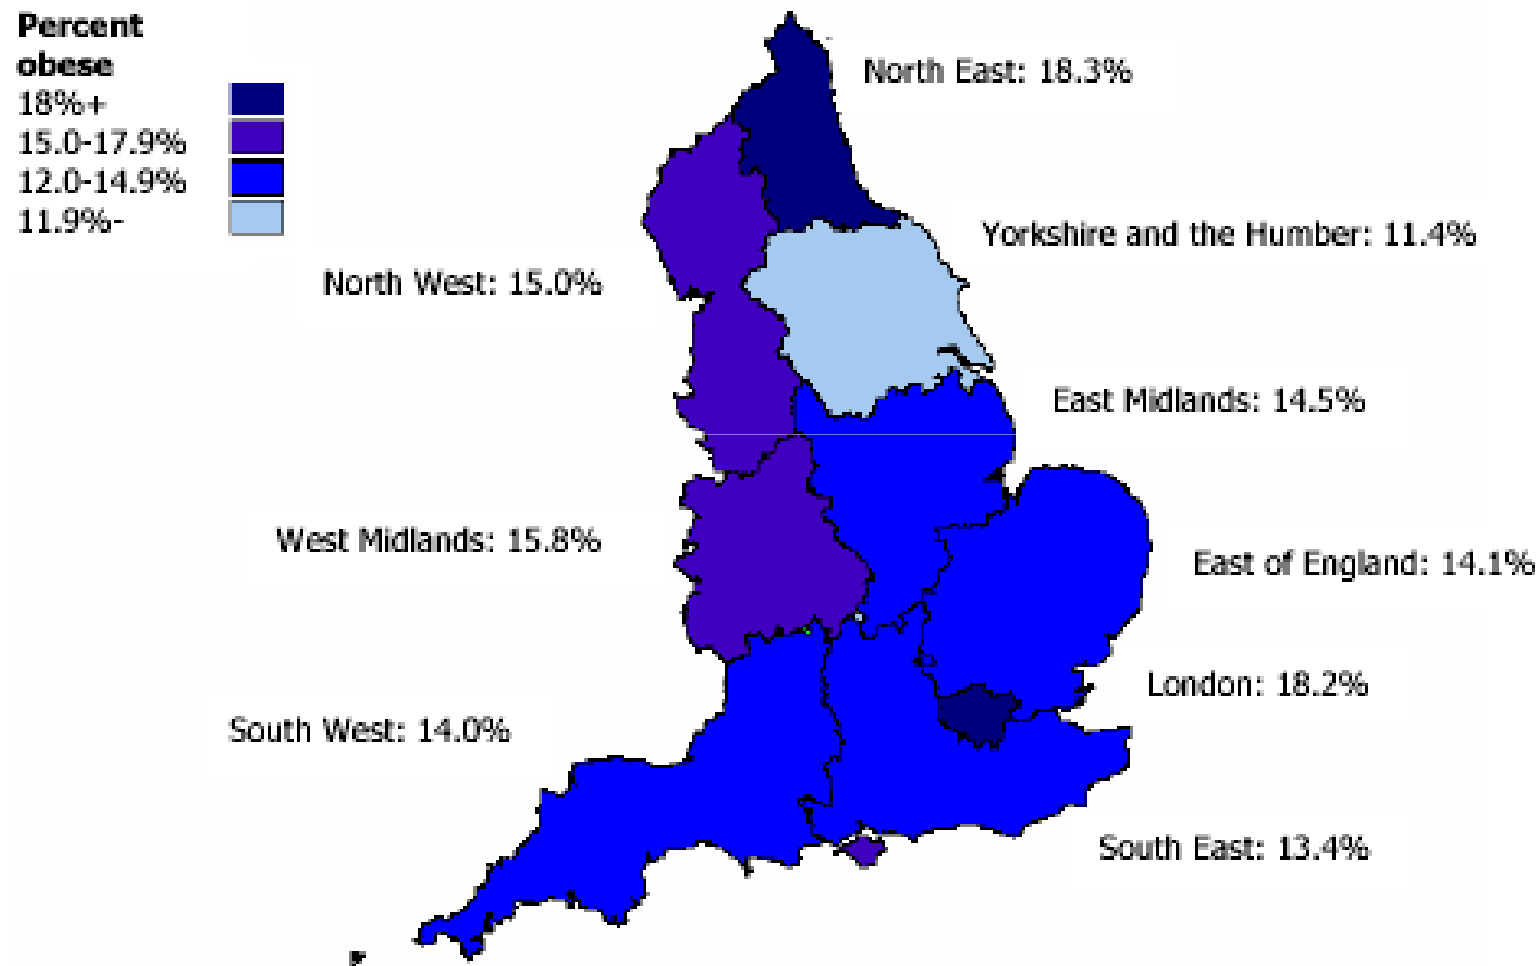 Percent
obese
18%+
15.0-17.9%
12.0-14.9%
11.9%-
North East: 18.3%
Yorkshire and the Humber: 11.4%
North West: 15.0%
East Midlands: 14.5%
West Midlands: 15.8%
East of England: 14.1%
London: 18.2%
South West: 14.0%
South East: 13.4%